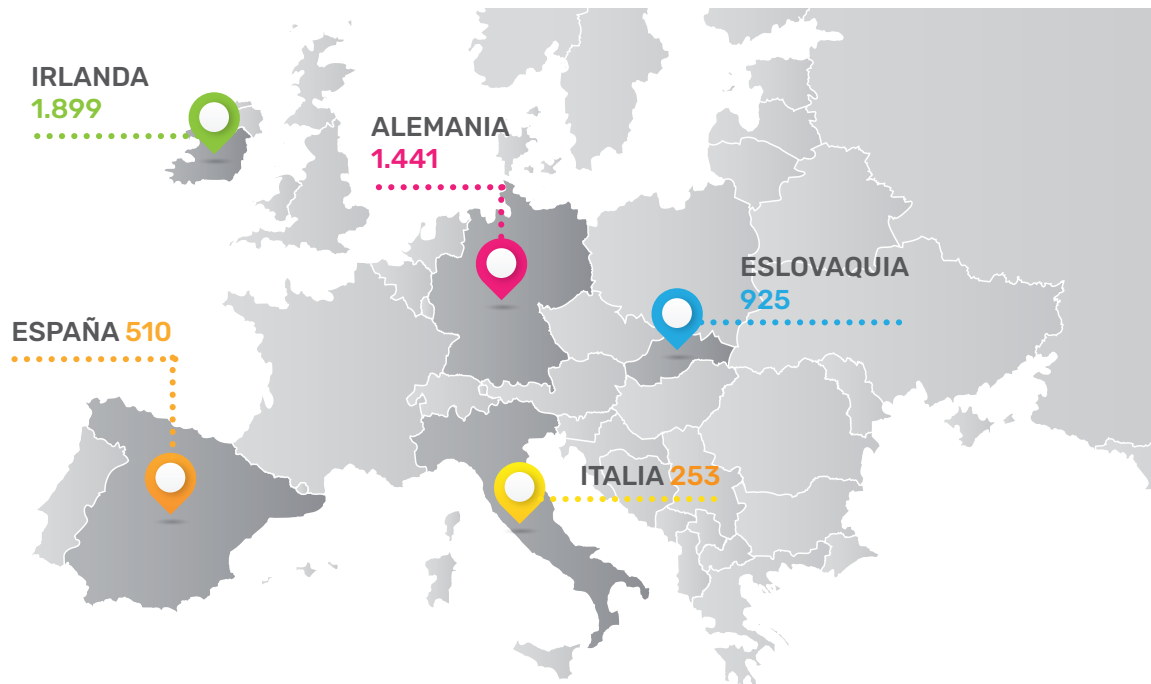 IRLANDA
1.899
ALEMANIA
1.441
ESLOVAQUIA
925
ESPAÑA 510
ITALIA 253